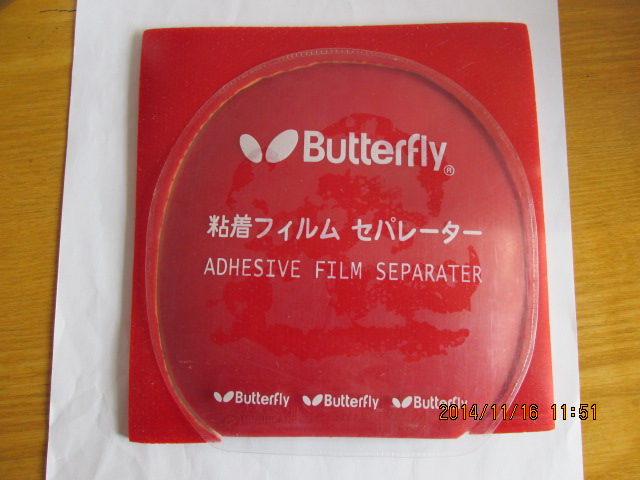 Butterfly®
粘着フィルム セパレーター
ADHESIVE FILM SEPARATER
Butterfly Butterfly Butterfly
2014/11/16 11:51